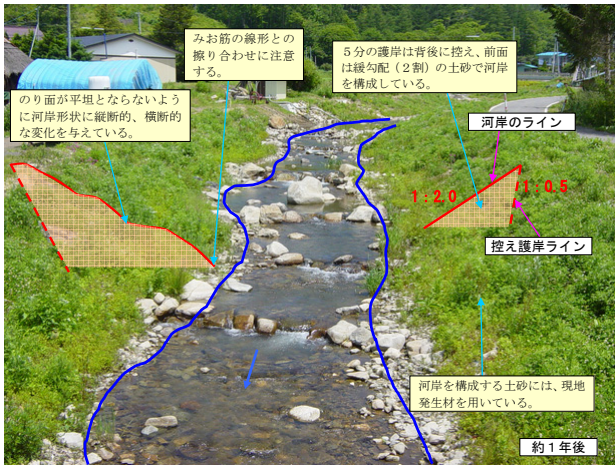 みお筋の線形との
擦り合わせに注意
する。
５分の護岸は背後に控え、前面
は緩勾配（２割）の土砂で河岸
を構成している。
のり面が平坦とならないよう
に河岸形状に縦断的、横断的
な変化を与えている。
河岸のライン
1：2.0
1：0.5
控え護岸ライン
河岸を構成する土砂には、現地
発生材を用いている。
約１年後